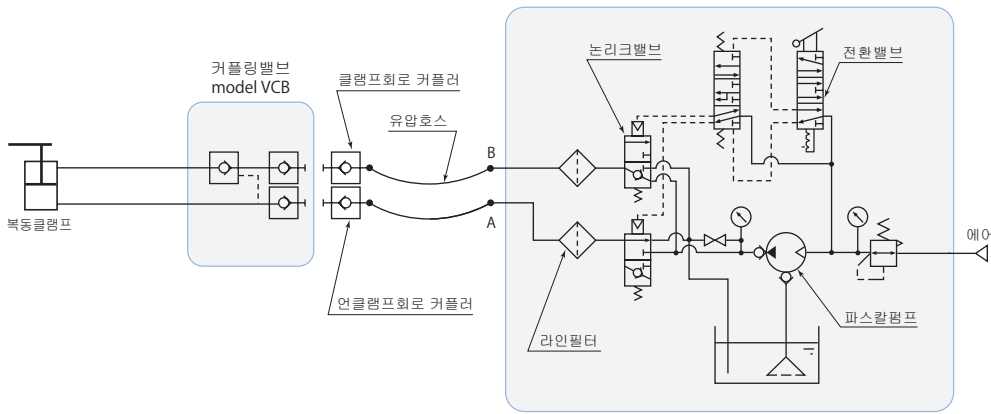 커플링밸브
model VCB
클램프회로 커플러
유압호스
B
A
복동클램프
언클램프회로 커플러
논리크밸브
전환밸브
라인필터
파스칼펌프
에어